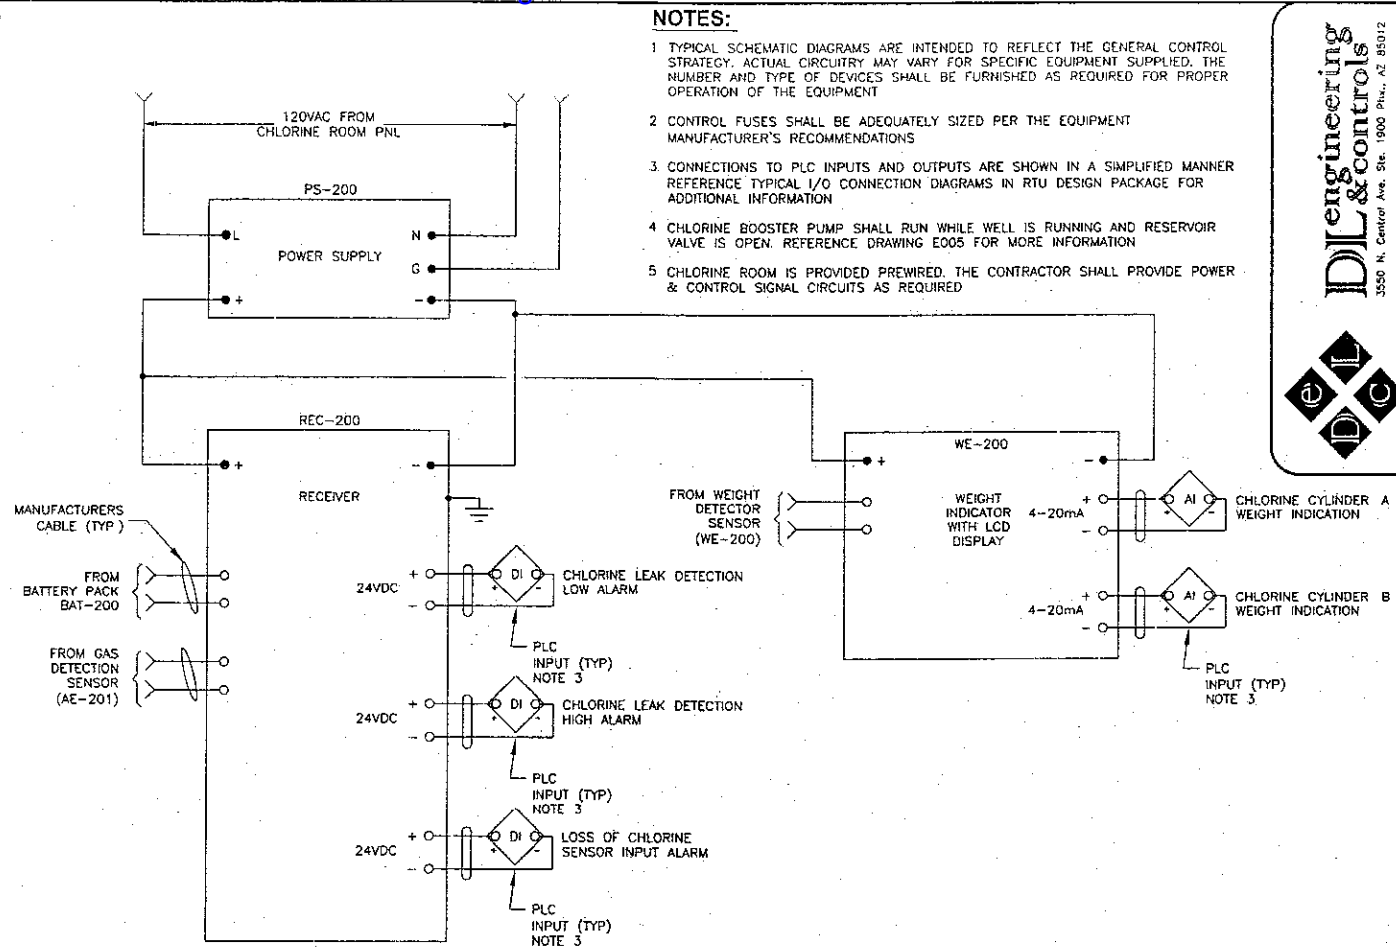 NOTES:
1 TYPICAL SCHEMATIC DIAGRAMS ARE INTENDED TO REFLECT THE GENERAL CONTROL
STRATEGY. ACTUAL CIRCUITRY MAY VARY FOR SPECIFIC EQUIPMENT SUPPLIED. THE
NUMBER AND TYPE OF DEVICES SHALL BE FURNISHED AS REQUIRED FOR PROPER
OPERATION OF THE EQUIPMENT
2 CONTROL FUSES SHALL BE ADEQUATELY SIZED PER THE EQUIPMENT
MANUFACTURER'S RECOMMENDATIONS
3. CONNECTIONS TO PLC INPUTS AND OUTPUTS ARE SHOWN IN A SIMPLIFIED MANNER
REFERENCE TYPICAL I/O CONNECTION DIAGRAMS IN RTU DESIGN PACKAGE FOR
ADDITIONAL INFORMATION
4 CHLORINE BOOSTER PUMP SHALL RUN WHILE WELL IS RUNNING AND RESERVOIR
VALVE IS OPEN. REFERENCE DRAWING E005 FOR MORE INFORMATION
5 CHLORINE ROOM IS PROVIDED PREWIRED. THE CONTRACTOR SHALL PROVIDE POWER
& CONTROL SIGNAL CIRCUITS AS REQUIRED
engineering
& controls
3550 N. Central Ave. Ste. 1900 Phx., AZ 85012
e L
D C
120VAC FROM
CHLORINE ROOM PNL
PS-200
L
N
POWER SUPPLY
G
+
-
REC-200
+
-
RECEIVER
MANUFACTURERS
CABLE (TYP)
FROM
BATTERY PACK
BAT-200
FROM GAS
DETECTION
SENSOR
(AE-201)
24VDC
+
-
DI
+ -
CHLORINE LEAK DETECTION
LOW ALARM
PLC
INPUT (TYP)
NOTE 3
24VDC
+
-
DI
+ -
CHLORINE LEAK DETECTION
HIGH ALARM
PLC
INPUT (TYP)
NOTE 3
24VDC
+
-
DI
+ -
LOSS OF CHLORINE
SENSOR INPUT ALARM
PLC
INPUT (TYP)
NOTE 3
WE-200
+
-
FROM WEIGHT
DETECTOR
SENSOR
(WE-200)
WEIGHT
INDICATOR
WITH LCD
DISPLAY
4-20mA
+
-
AI
+ -
CHLORINE CYLINDER A
WEIGHT INDICATION
4-20mA
+
-
AI
+ -
CHLORINE CYLINDER B
WEIGHT INDICATION
PLC
INPUT (TYP)
NOTE 3